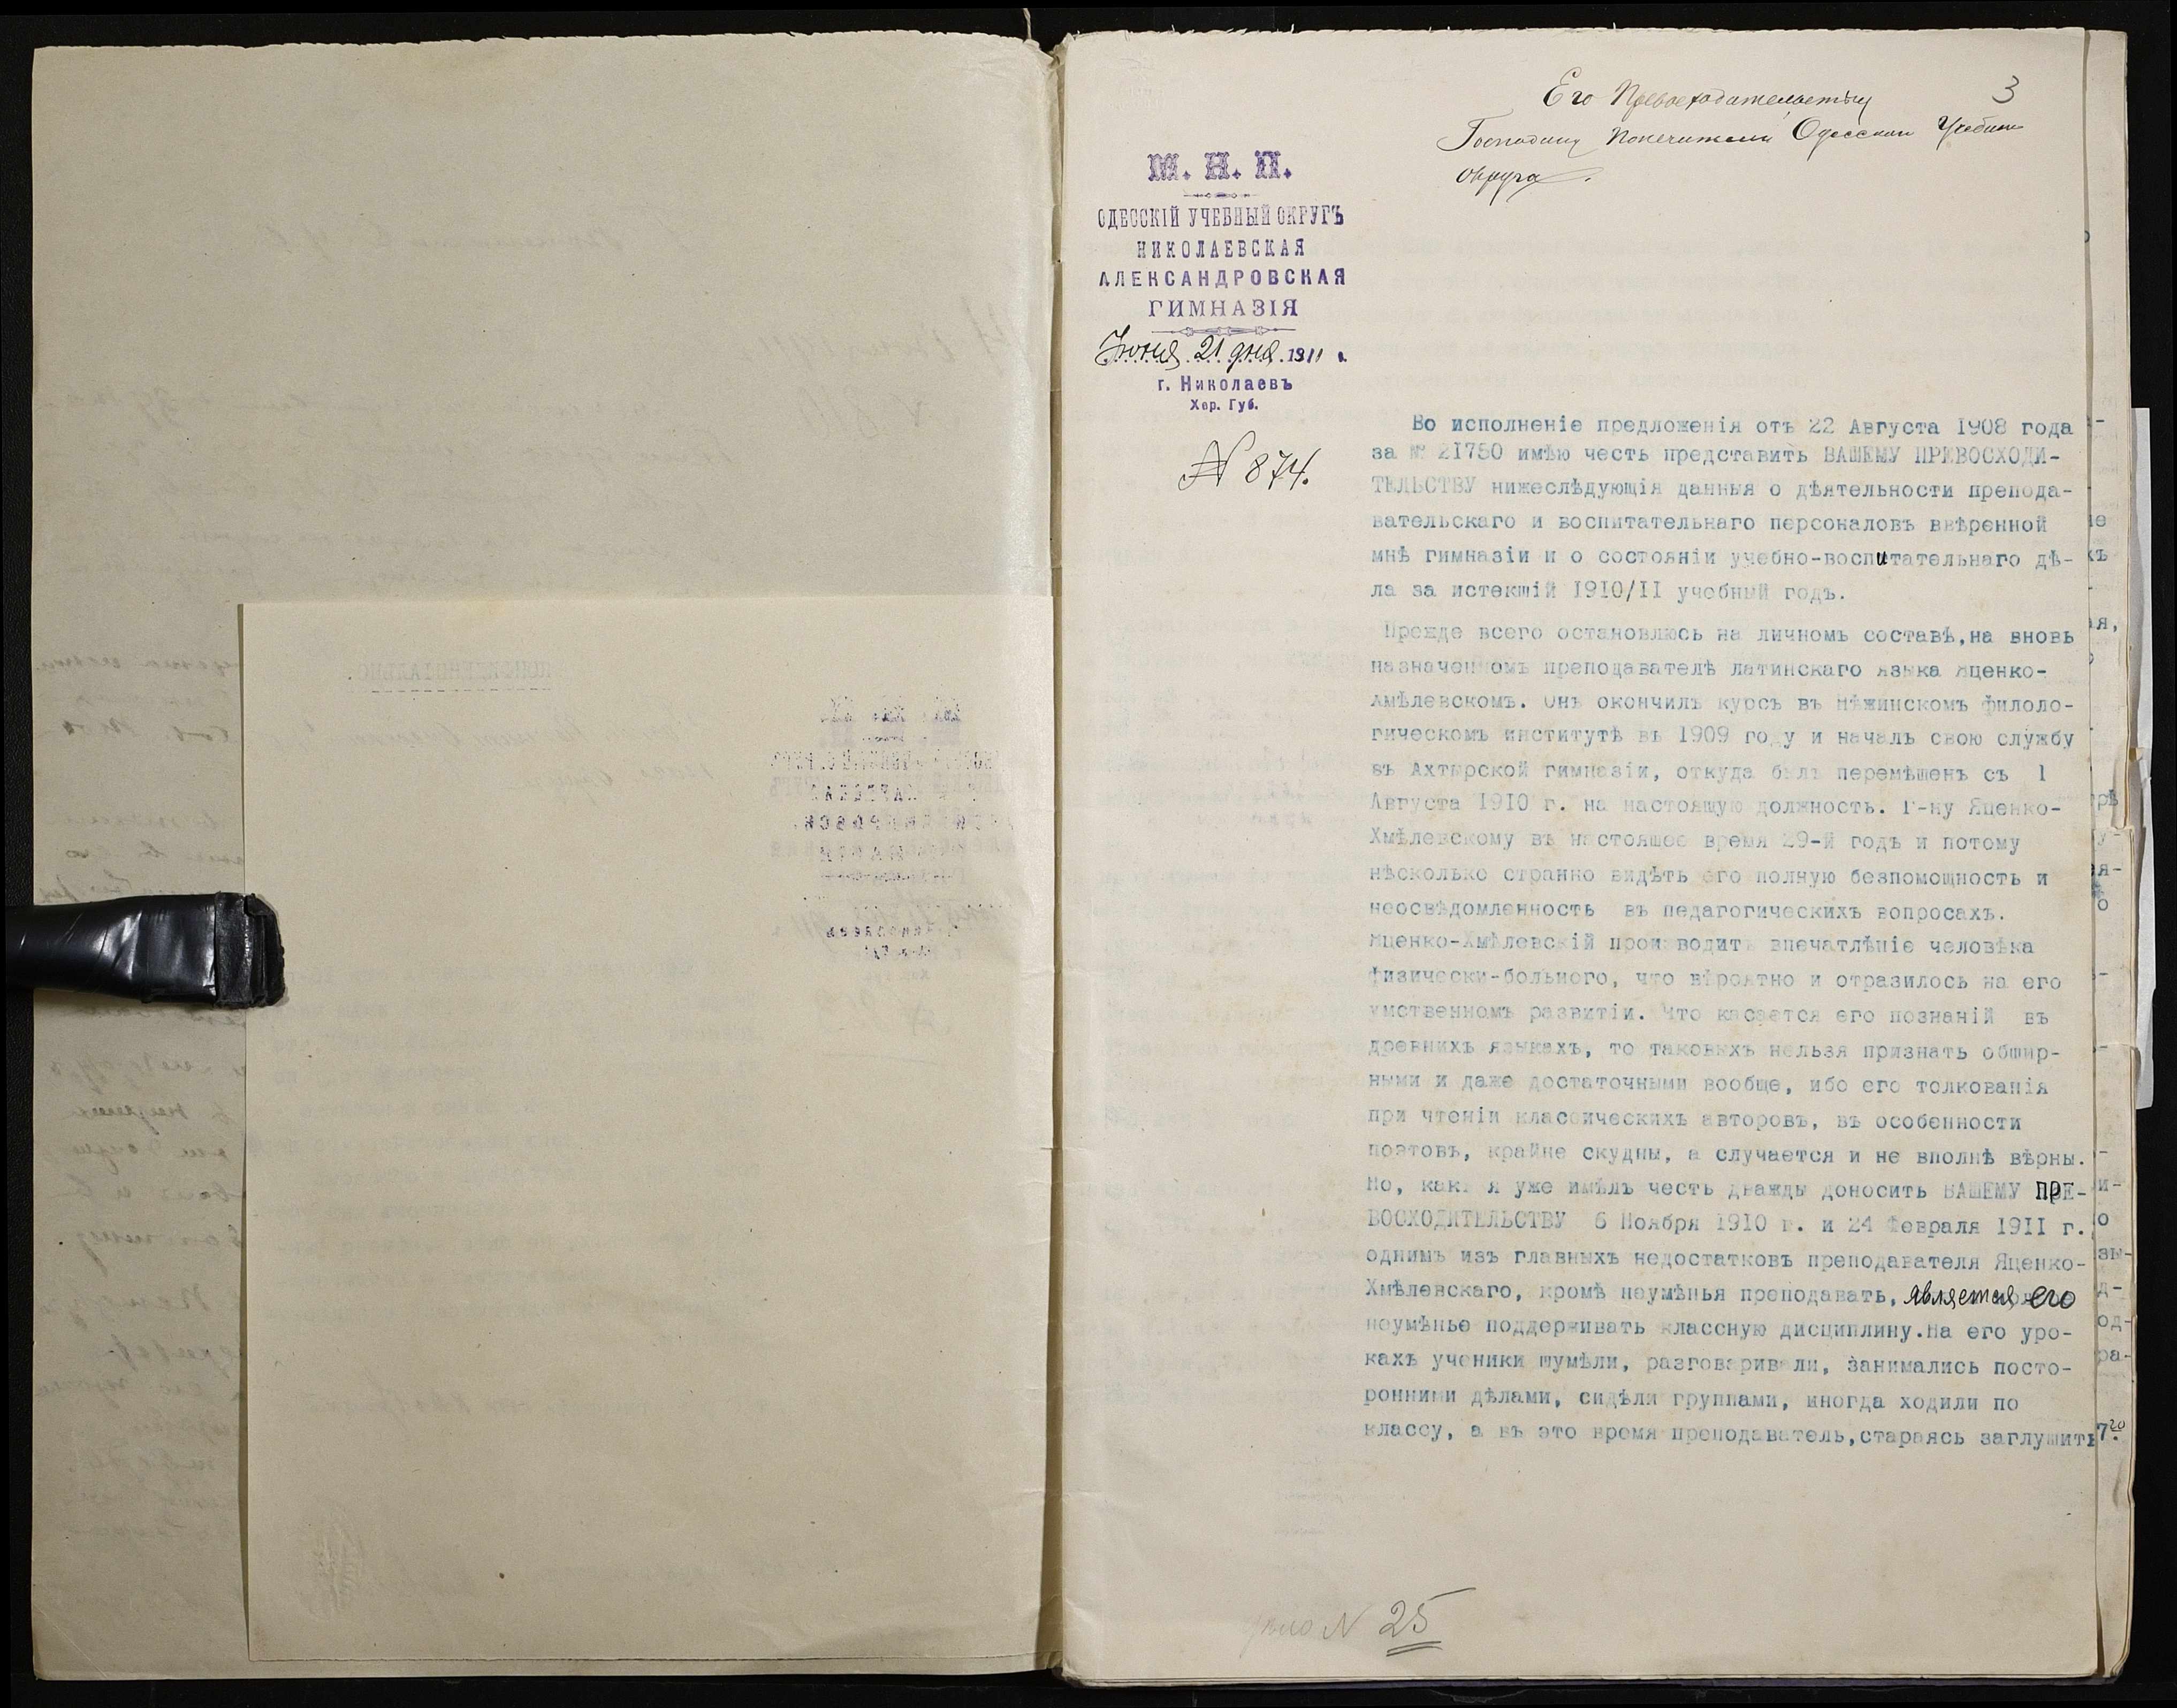 3
Его Превосходительству
Господину Попечителю Одесскаго Учебнаго
Округа.
М. Н. П.
ОДЕССКІЙ УЧЕБНЫЙ ОКРУГЪ
НИКОЛАЕВСКАЯ
АЛЕКСАНДРОВСКАЯ
ГИМНАЗІЯ
Іюня 21 дня 1911 г.
г. Николаевъ
Хер. Губ.
№ 874.
Во исполненіе предложенія отъ 22 Августа 1908 года
за № 21750 имѣю честь представить ВАШЕМУ ПРЕВОСХОДИ-
ТЕЛЬСТВУ нижеслѣдующія данныя о дѣятельности препода-
вательскаго и воспитательнаго персоналовъ ввѣренной
мнѣ гимназіи и о состояніи учебно-воспитательнаго дѣ-
ла за истекшій 1910/II учебный годъ.
Прежде всего остановлюсь на личномъ составѣ,на вновь
назначенномъ преподавателѣ латинскаго языка Яценко-
Хмѣлевскомъ. Онъ окончилъ курсъ въ Нѣжинскомъ филоло-
гическомъ институтѣ въ 1909 году и началъ свою службу
въ Ахтырской гимназіи, откуда былъ перемѣщенъ съ 1
Августа 1910 г. на настоящую должность. Г-ну Яценко-
Хмѣлевскому въ настоящее время 29-й годъ и потому
нѣсколько странно видѣть его полную безпомощность и
неосвѣдомленность въ педагогическихъ вопросахъ.
Яценко-Хмѣлевскій производитъ впечатлѣніе человѣка
физически-больного, что вѣроятно и отразилось на его
умственномъ развитіи. Что касается его познаній въ
древнихъ языкахъ, то таковыхъ нельзя признать обшир-
ными и даже достаточными вообще, ибо его толкованія
при чтеніи классическихъ авторовъ, въ особенности
поэтовъ, крайне скудны, а случается и не вполнѣ вѣрны.
Но, какъ я уже имѣлъ честь дважды доносить ВАШЕМУ ПРЕ-
ВОСХОДИТЕЛЬСТВУ 6 Ноября 1910 г. и 24 Февраля 19II г.
однимъ изъ главныхъ недостатковъ преподавателя Яценко-
Хмѣлевскаго, кромѣ неумѣнья преподавать, является его
неумѣнье поддерживать классную дисциплину.На его уро-
кахъ ученики шумѣли, разговаривали, занимались посто-
ронними дѣлами, сидѣли группами, иногда ходили по
классу, а въ это время преподаватель,стараясь заглушить
дѣло № 25